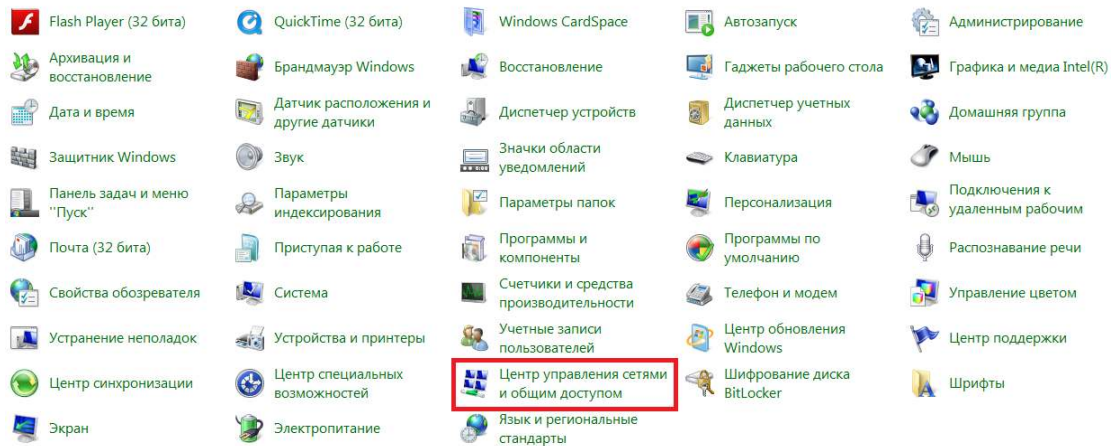 Flash Player (32 бита)
QuickTime (32 бита)
Windows CardSpace
Автозапуск
Администрирование
Архивация и
восстановление
Брандмауэр Windows
Восстановление
Гаджеты рабочего стола
Графика и медиа Intel(R)
Дата и время
Датчик расположения и
другие датчики
Диспетчер устройств
Диспетчер учетных
данных
Домашняя группа
Защитник Windows
Звук
Значки области
уведомлений
Клавиатура
Мышь
Панель задач и меню
''Пуск''
Параметры
индексирования
Параметры папок
Персонализация
Подключения к
удаленным рабочим
Почта (32 бита)
Приступая к работе
Программы и
компоненты
Программы по
умолчанию
Распознавание речи
Свойства обозревателя
Система
Счетчики и средства
производительности
Телефон и модем
Управление цветом
Устранение неполадок
Устройства и принтеры
Учетные записи
пользователей
Центр обновления
Windows
Центр поддержки
Центр синхронизации
Центр специальных
возможностей
Центр управления сетями
и общим доступом
Шифрование диска
BitLocker
Шрифты
Экран
Электропитание
Язык и региональные
стандарты